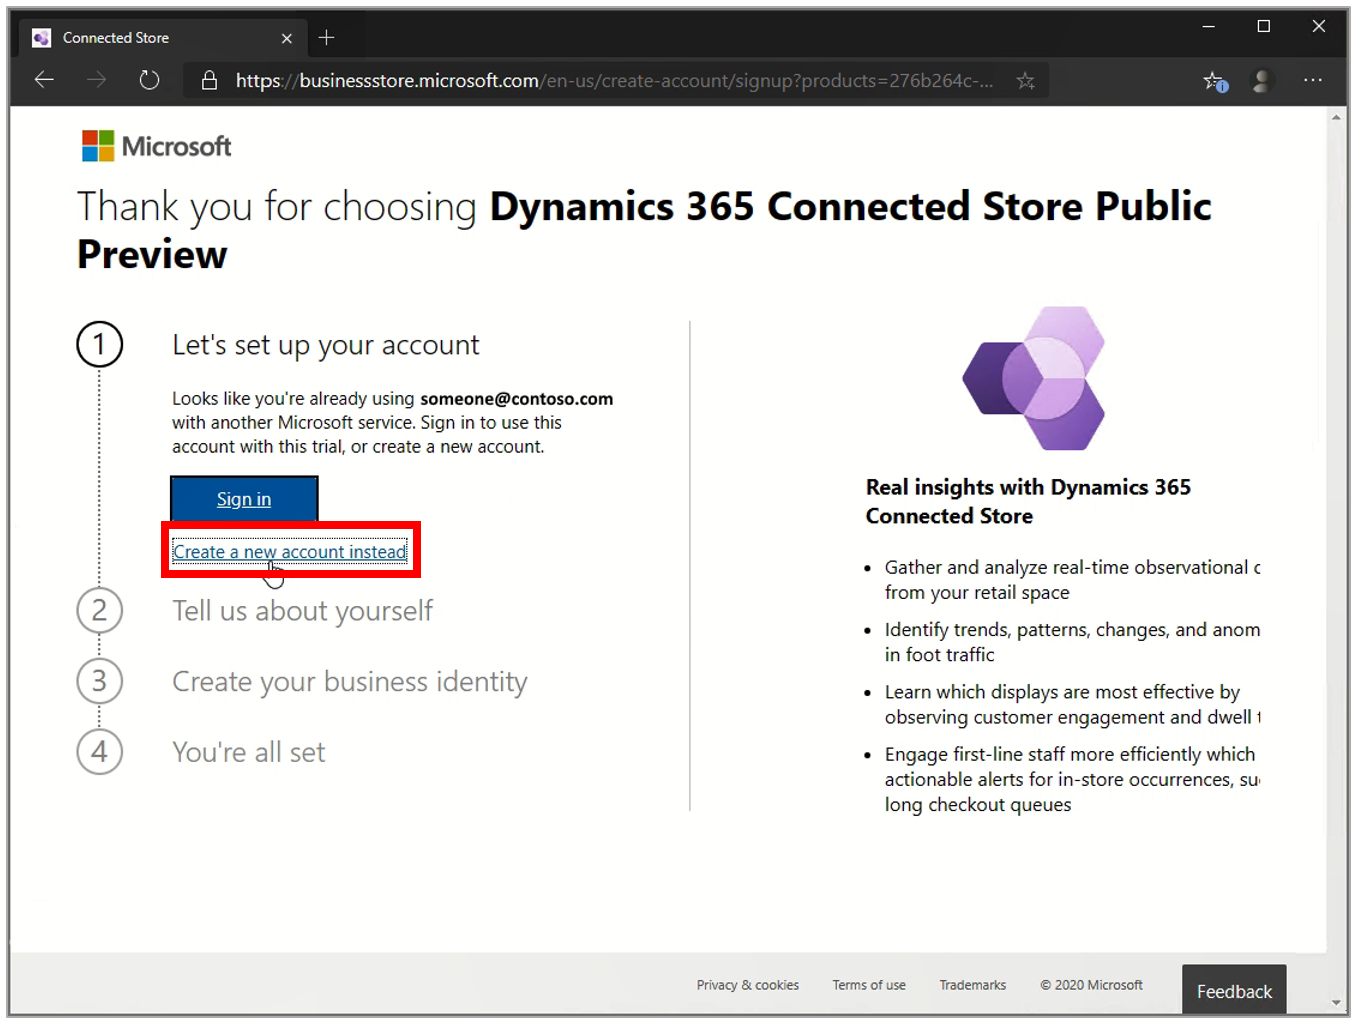 Connected Store
https://businessstore.microsoft.com/en-us/create-account/signup?products=276b264c-...
Microsoft
Thank you for choosing Dynamics 365 Connected Store Public
Preview
1 Let's set up your account
Looks like you're already using someone@contoso.com
with another Microsoft service. Sign in to use this
account with this trial, or create a new account.
Sign in
Create a new account instead
2 Tell us about yourself
3 Create your business identity
4 You're all set
Real insights with Dynamics 365
Connected Store
• Gather and analyze real-time observational
from your retail space
• Identify trends, patterns, changes, and anom
in foot traffic
• Learn which displays are most effective by
observing customer engagement and dwell
• Engage first-line staff more efficiently which
actionable alerts for in-store occurrences, su
long checkout queues
Privacy & cookies Terms of use Trademarks © 2020 Microsoft
Feedback